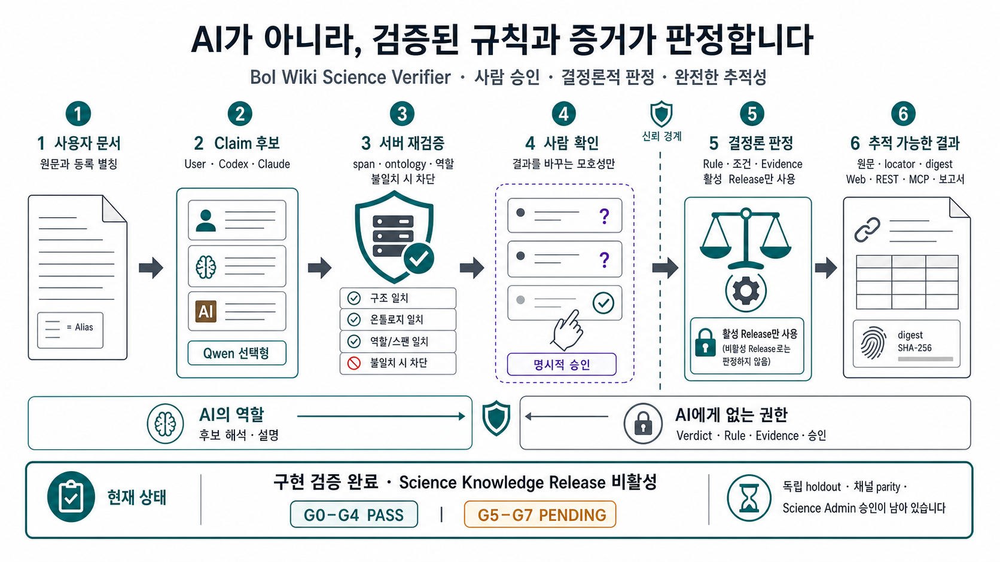 AI가 아니라, 검증된 규칙과 증거가 판정합니다
Bol Wiki Science Verifier · 사람 승인 · 결정론적 판정 · 완전한 추적성
1
1 사용자 문서
원문과 등록 별칭
= Alias
2
2 Claim 후보
User · Codex · Claude
AI
Qwen 선택형
3
3 서버 재검증
span · ontology · 역할
불일치 시 차단
구조 일치
온톨로지 일치
역할/스팬 일치
불일치 시 차단
4
4 사람 확인
결과를 바꾸는 모호성만
?
?
명시적 승인
신뢰 경계
5
5 결정론 판정
Rule · 조건 · Evidence
활성 Release만 사용
활성 Release만 사용
(비활성 Release로는
판정하지 않음)
6
6 추적 가능한 결과
원문 · locator · digest
Web · REST · MCP · 보고서
digest
SHA-256
AI의 역할
후보 해석 · 설명
AI에게 없는 권한
Verdict · Rule · Evidence · 승인
현재 상태
구현 검증 완료 · Science Knowledge Release 비활성
G0–G4 PASS | G5–G7 PENDING
독립 holdout · 채널 parity ·
Science Admin 승인이 남아 있습니다